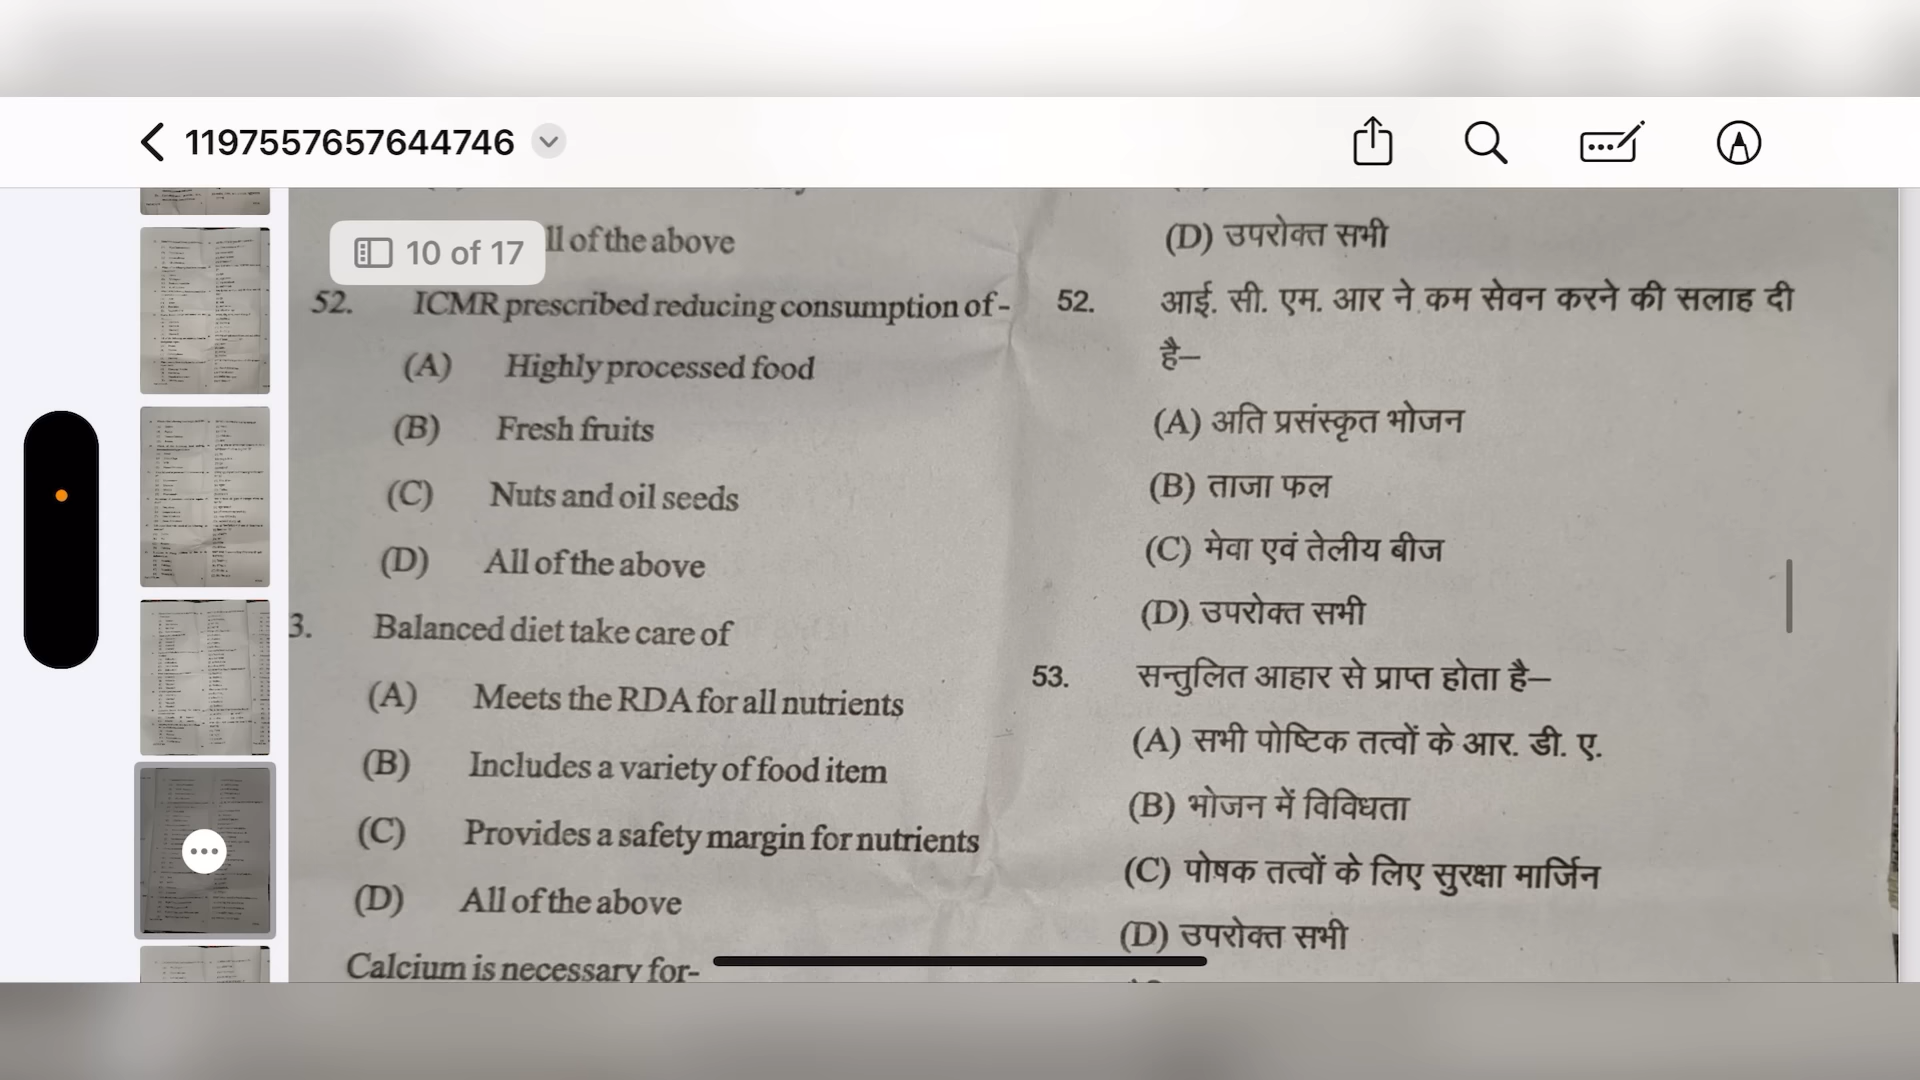 1197557657644746
10 of 17
ll of the above
52. ICMR prescribed reducing consumption of-
(A) Highly processed food
(B) Fresh fruits
(C) Nuts and oil seeds
(D) All of the above
3. Balanced diet take care of
(A) Meets the RDA for all nutrients
(B) Includes a variety of food item
(C) Provides a safety margin for nutrients
(D) All of the above
Calcium is necessary for-
(D) उपरोक्त सभी
52. आई. सी. एम. आर ने कम सेवन करने की सलाह दी
है–
(A) अति प्रसंस्कृत भोजन
(B) ताजा फल
(C) मेवा एवं तेलीय बीज
(D) उपरोक्त सभी
53. सन्तुलित आहार से प्राप्त होता है–
(A) सभी पोष्टिक तत्वों के आर. डी. ए.
(B) भोजन में विविधता
(C) पोषक तत्वों के लिए सुरक्षा मार्जिन
(D) उपरोक्त सभी